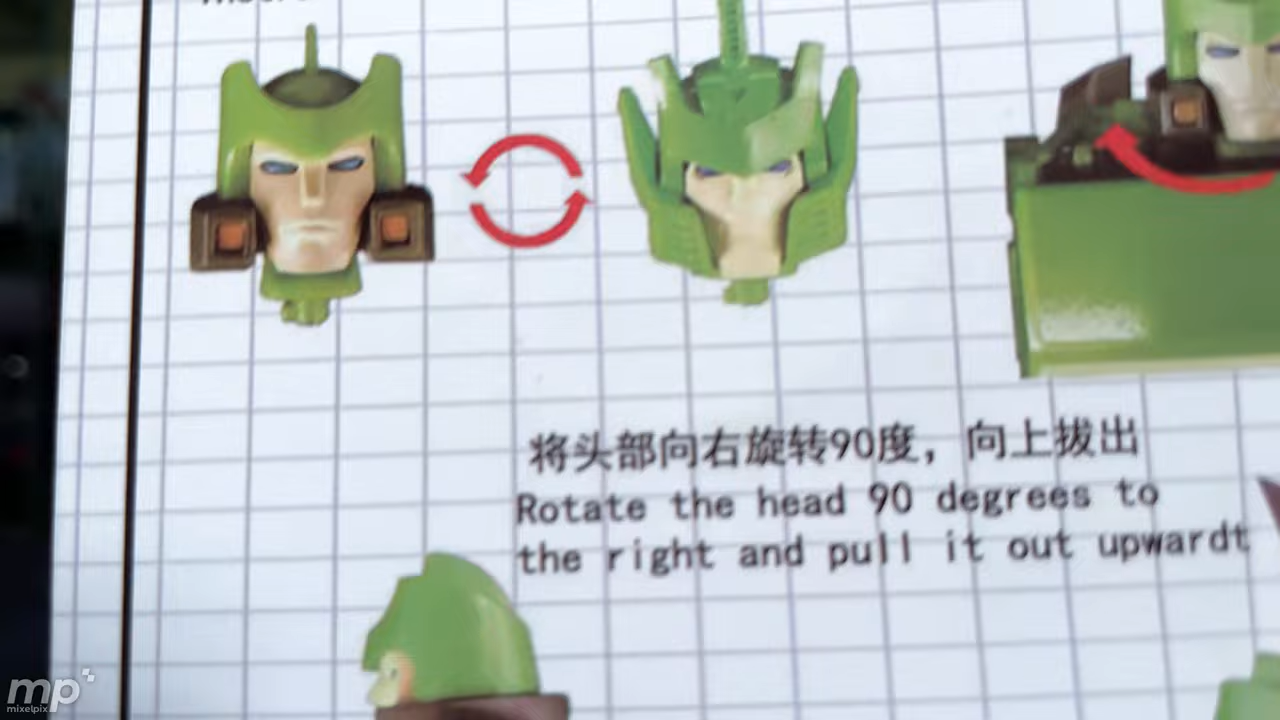 将头部向右旋转90度，向上拔出
Rotate the head 90 degrees to
the right and pull it out upwardt
mp
mixelpix